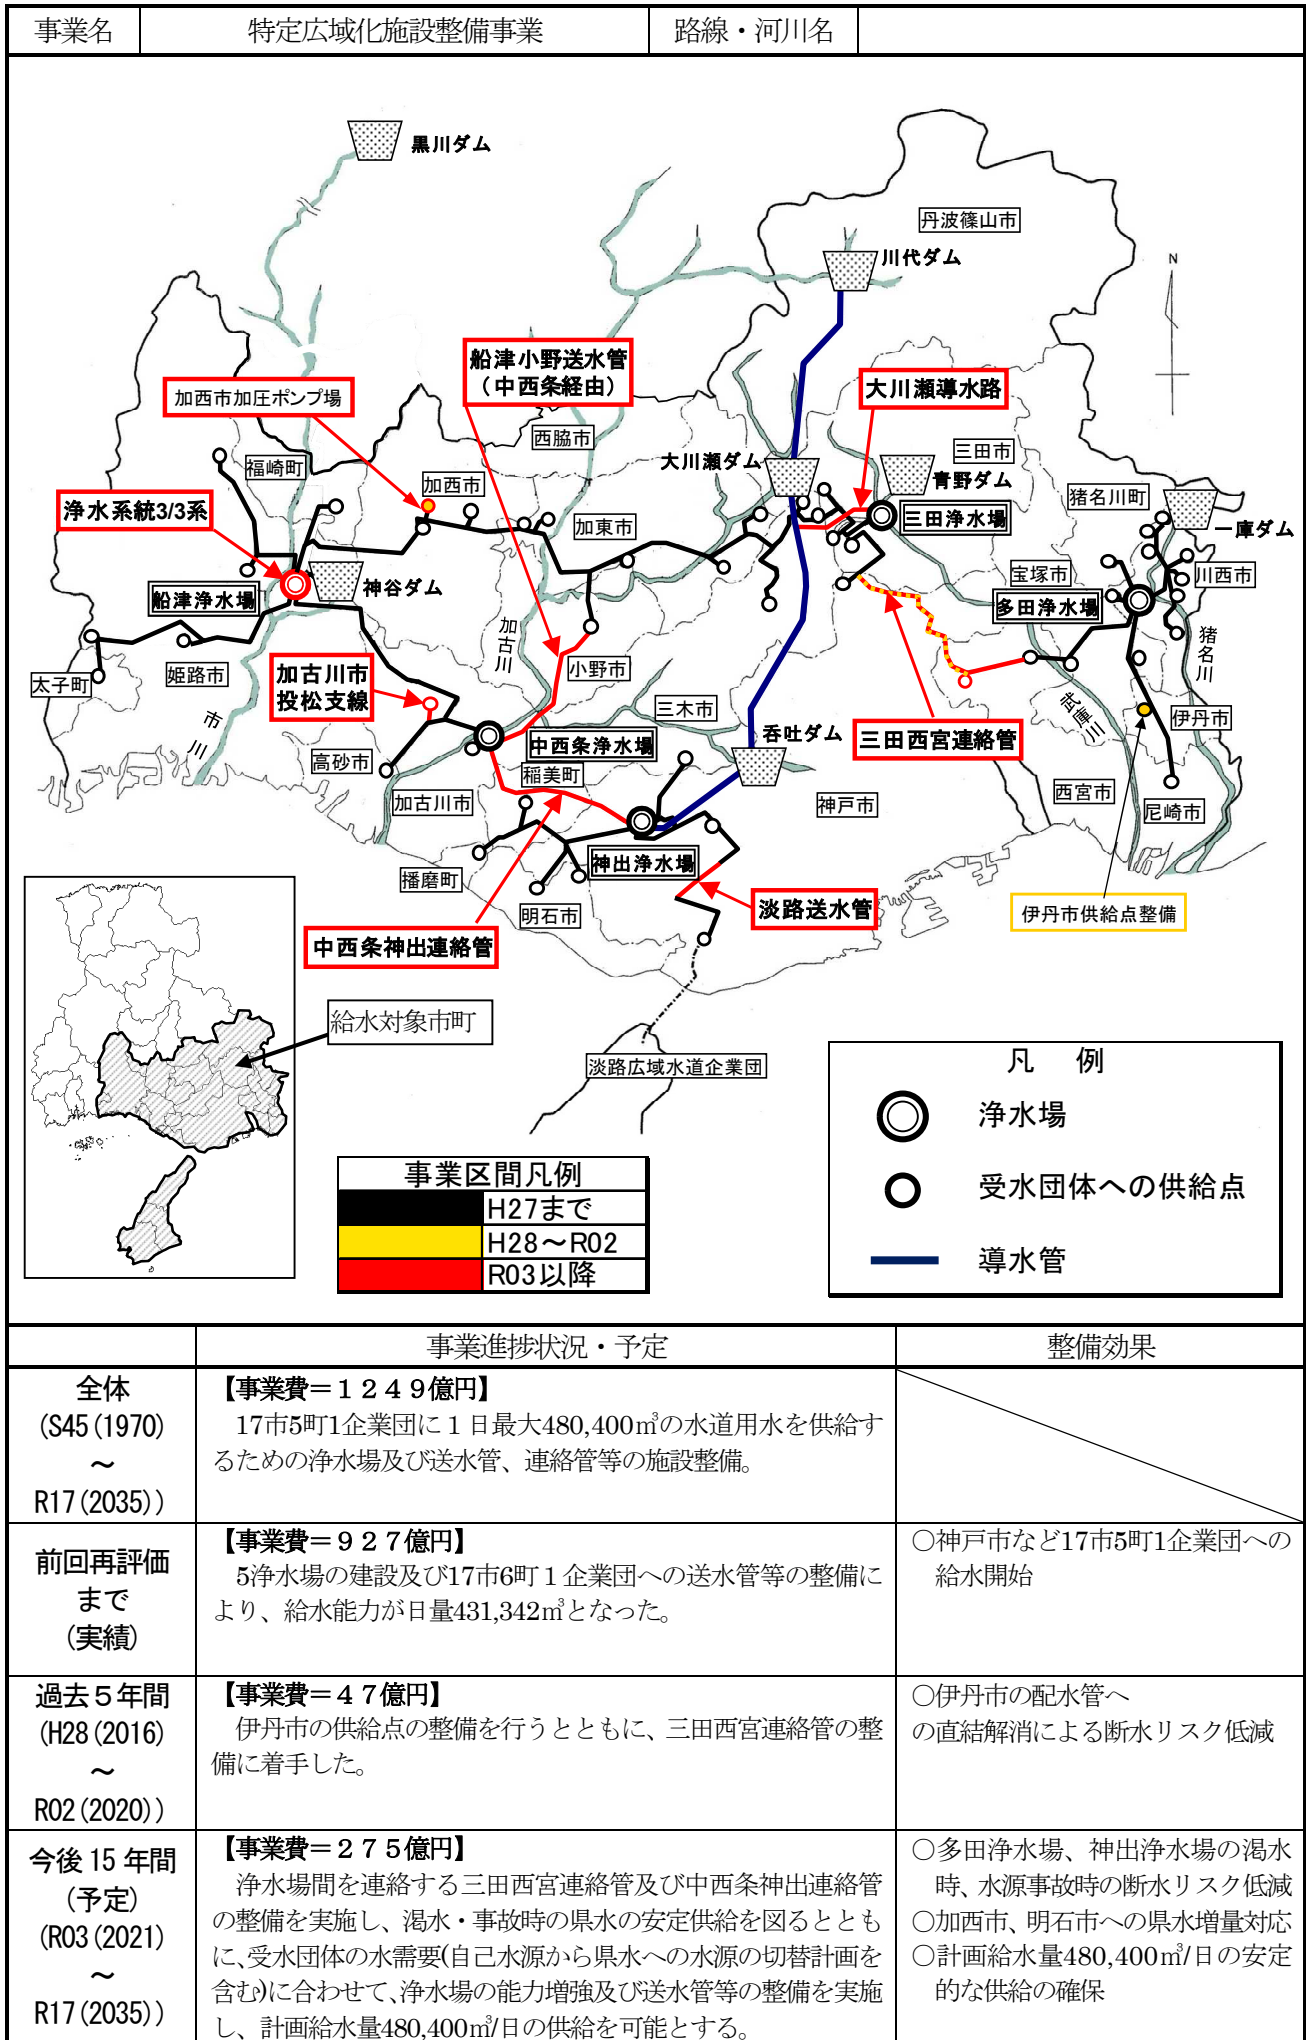 事業名
特定広域化施設整備事業
路線・河川名
黒川ダム
丹波篠山市
川代ダム
N
船津小野送水管
（中西条経由）
加西市加圧ポンプ場
大川瀬導水路
西脇市
大川瀬ダム
三田市
福崎町
加西市
青野ダム
猪名川町
浄水系統3/3系
加東市
三田浄水場
一庫ダム
神谷ダム
宝塚市
川西市
船津浄水場
多田浄水場
加古川
猪名川
加古川市
投松支線
小野市
姫路市
太子町
三木市
武庫川
伊丹市
市川
中西条浄水場
呑吐ダム
三田西宮連絡管
高砂市
稲美町
加古川市
神戸市
西宮市
尼崎市
神出浄水場
播磨町
明石市
淡路送水管
伊丹市供給点整備
中西条神出連絡管
給水対象市町
淡路広域水道企業団
凡　例
浄水場
受水団体への供給点
導水管
事業区間凡例
H27まで
H28～R02
R03以降
事業進捗状況・予定
整備効果
全体
(S45(1970)
～
R17(2035))
【事業費＝１２４９億円】
17市5町1企業団に１日最大480,400㎥の水道用水を供給す
るための浄水場及び送水管、連絡管等の施設整備。
前回再評価
まで
(実績)
【事業費＝９２７億円】
5浄水場の建設及び17市6町１企業団への送水管等の整備に
より、給水能力が日量431,342㎥となった。
○神戸市など17市5町1企業団への
給水開始
過去５年間
(H28(2016)
～
R02(2020))
【事業費＝４７億円】
伊丹市の供給点の整備を行うとともに、三田西宮連絡管の整
備に着手した。
○伊丹市の配水管へ
の直結解消による断水リスク低減
今後 15 年間
(予定)
(R03(2021)
～
R17(2035))
【事業費＝２７５億円】
浄水場間を連絡する三田西宮連絡管及び中西条神出連絡管
の整備を実施し、渇水・事故時の県水の安定供給を図るととも
に、受水団体の水需要(自己水源から県水への水源の切替計画を
含む)に合わせて、浄水場の能力増強及び送水管等の整備を実施
し、計画給水量480,400㎥/日の供給を可能とする。
○多田浄水場、神出浄水場の渇水
時、水源事故時の断水リスク低減
○加西市、明石市への県水増量対応
○計画給水量480,400㎥/日の安定
的な供給の確保